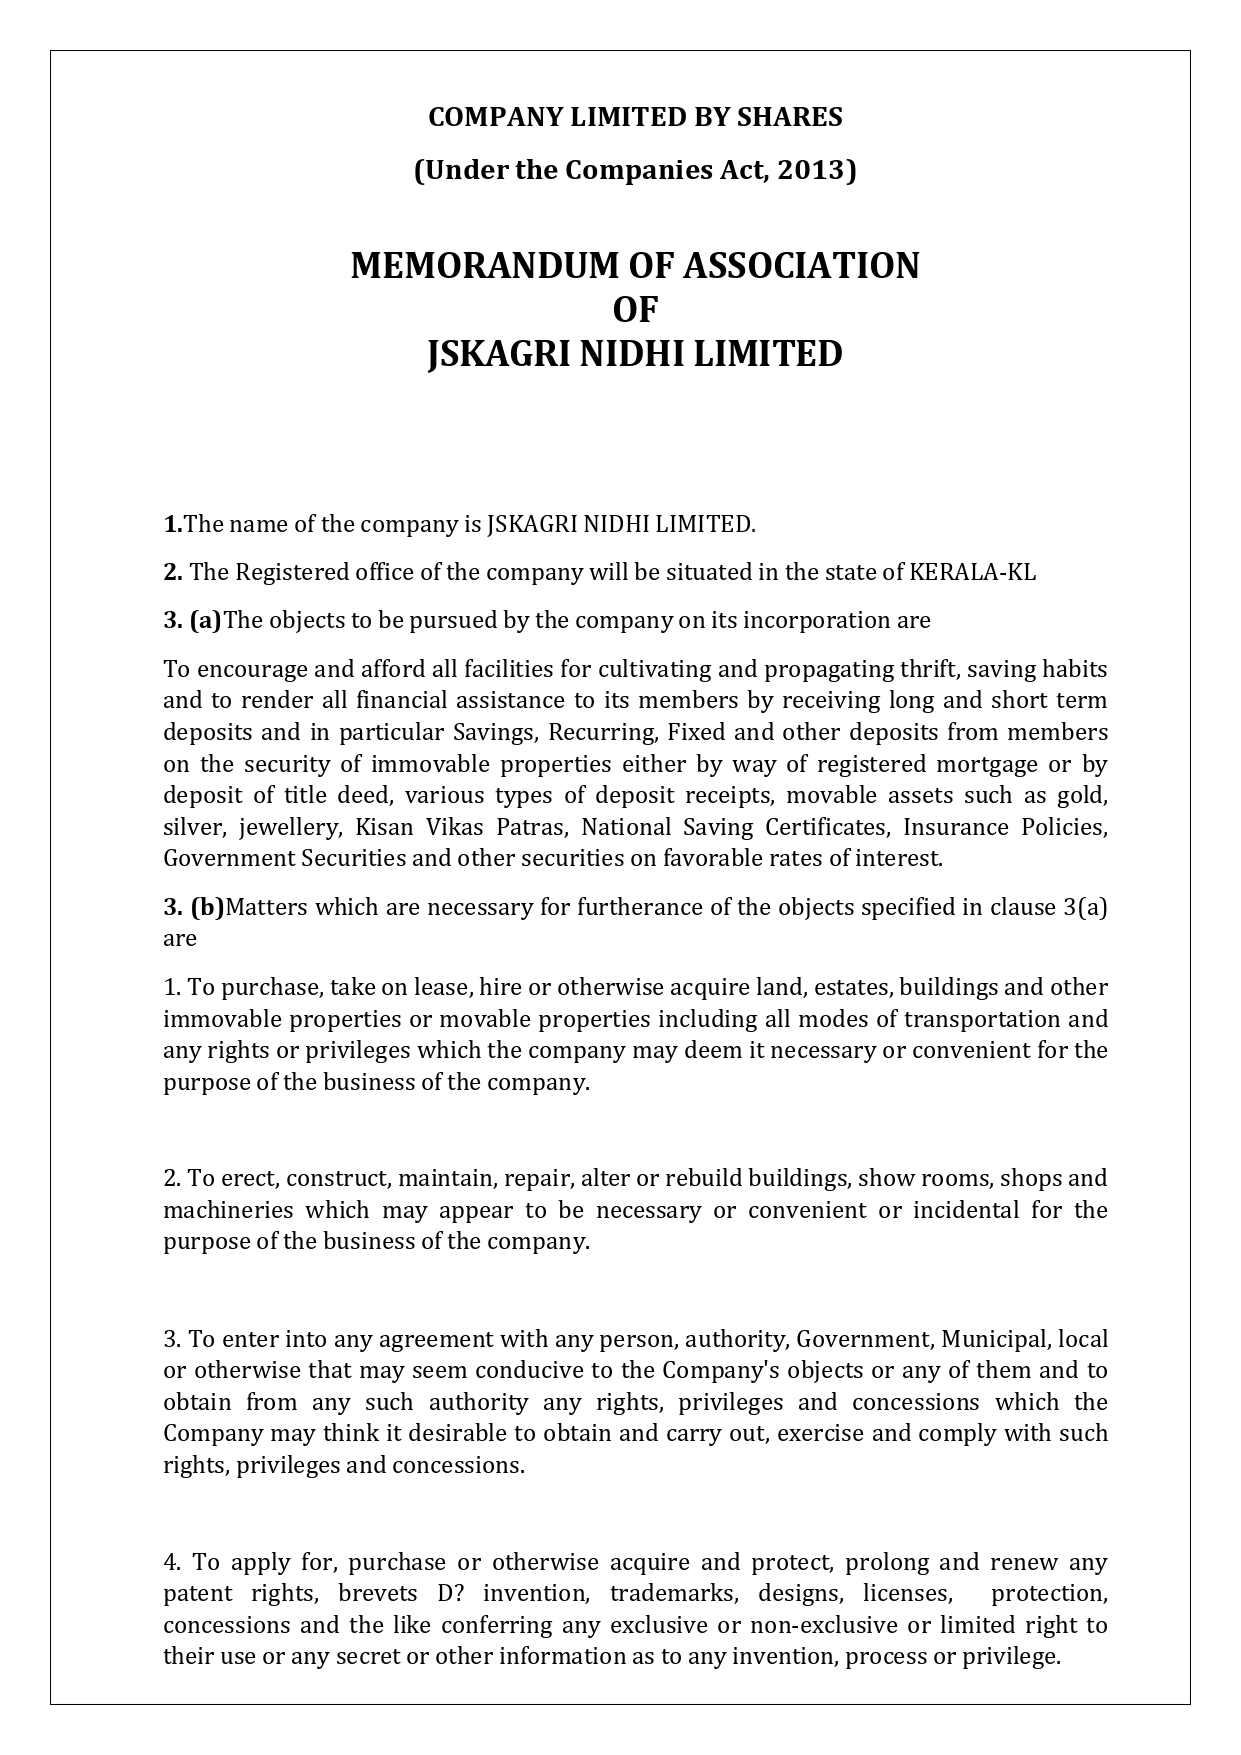 COMPANY LIMITED BY SHARES
(Under the Companies Act, 2013)
MEMORANDUM OF ASSOCIATION
OF
JSKAGRI NIDHI LIMITED
1.The name of the company is JSKAGRI NIDHI LIMITED.
2. The Registered office of the company will be situated in the state of KERALA-KL
3. (a)The objects to be pursued by the company on its incorporation are
To encourage and afford all facilities for cultivating and propagating thrift, saving habits
and to render all financial assistance to its members by receiving long and short term
deposits and in particular Savings, Recurring, Fixed and other deposits from members
on the security of immovable properties either by way of registered mortgage or by
deposit of title deed, various types of deposit receipts, movable assets such as gold,
silver, jewellery, Kisan Vikas Patras, National Saving Certificates, Insurance Policies,
Government Securities and other securities on favorable rates of interest.
3. (b)Matters which are necessary for furtherance of the objects specified in clause 3(a)
are
1. To purchase, take on lease, hire or otherwise acquire land, estates, buildings and other
immovable properties or movable properties including all modes of transportation and
any rights or privileges which the company may deem it necessary or convenient for the
purpose of the business of the company.
2. To erect, construct, maintain, repair, alter or rebuild buildings, show rooms, shops and
machineries which may appear to be necessary or convenient or incidental for the
purpose of the business of the company.
3. To enter into any agreement with any person, authority, Government, Municipal, local
or otherwise that may seem conducive to the Company's objects or any of them and to
obtain from any such authority any rights, privileges and concessions which the
Company may think it desirable to obtain and carry out, exercise and comply with such
rights, privileges and concessions.
4. To apply for, purchase or otherwise acquire and protect, prolong and renew any
patent rights, brevets D? invention, trademarks, designs, licenses, protection,
concessions and the like conferring any exclusive or non-exclusive or limited right to
their use or any secret or other information as to any invention, process or privilege.